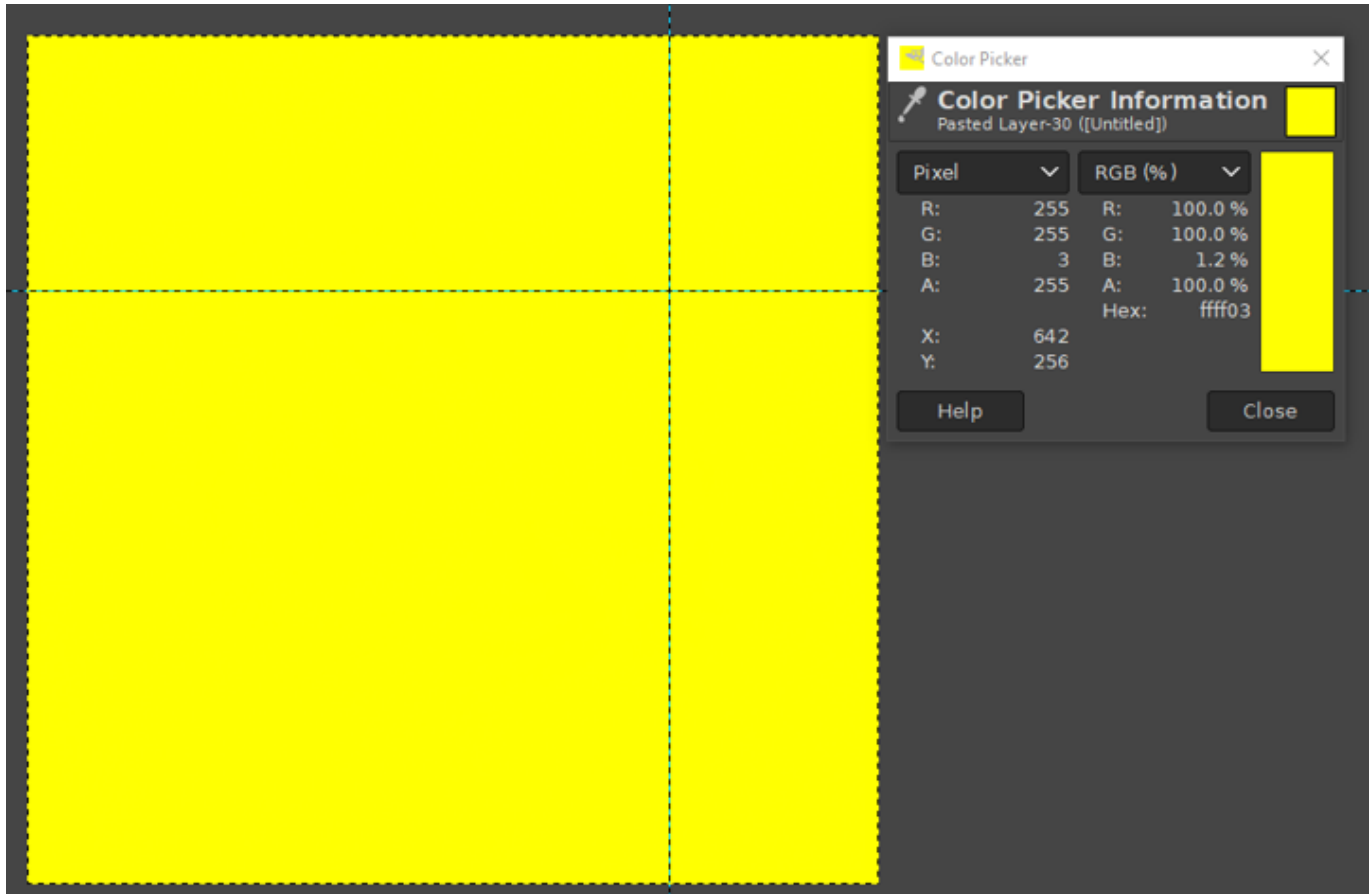 Color Picker
Color Picker Information
Pasted Layer-30 ([Untitled])
Pixel RGB (%)
R: 255 R: 100.0 %
G: 255 G: 100.0 %
B: 3 B: 1.2 %
A: 255 A: 100.0 %
Hex: ffff03
X: 642
Y: 256
Help Close